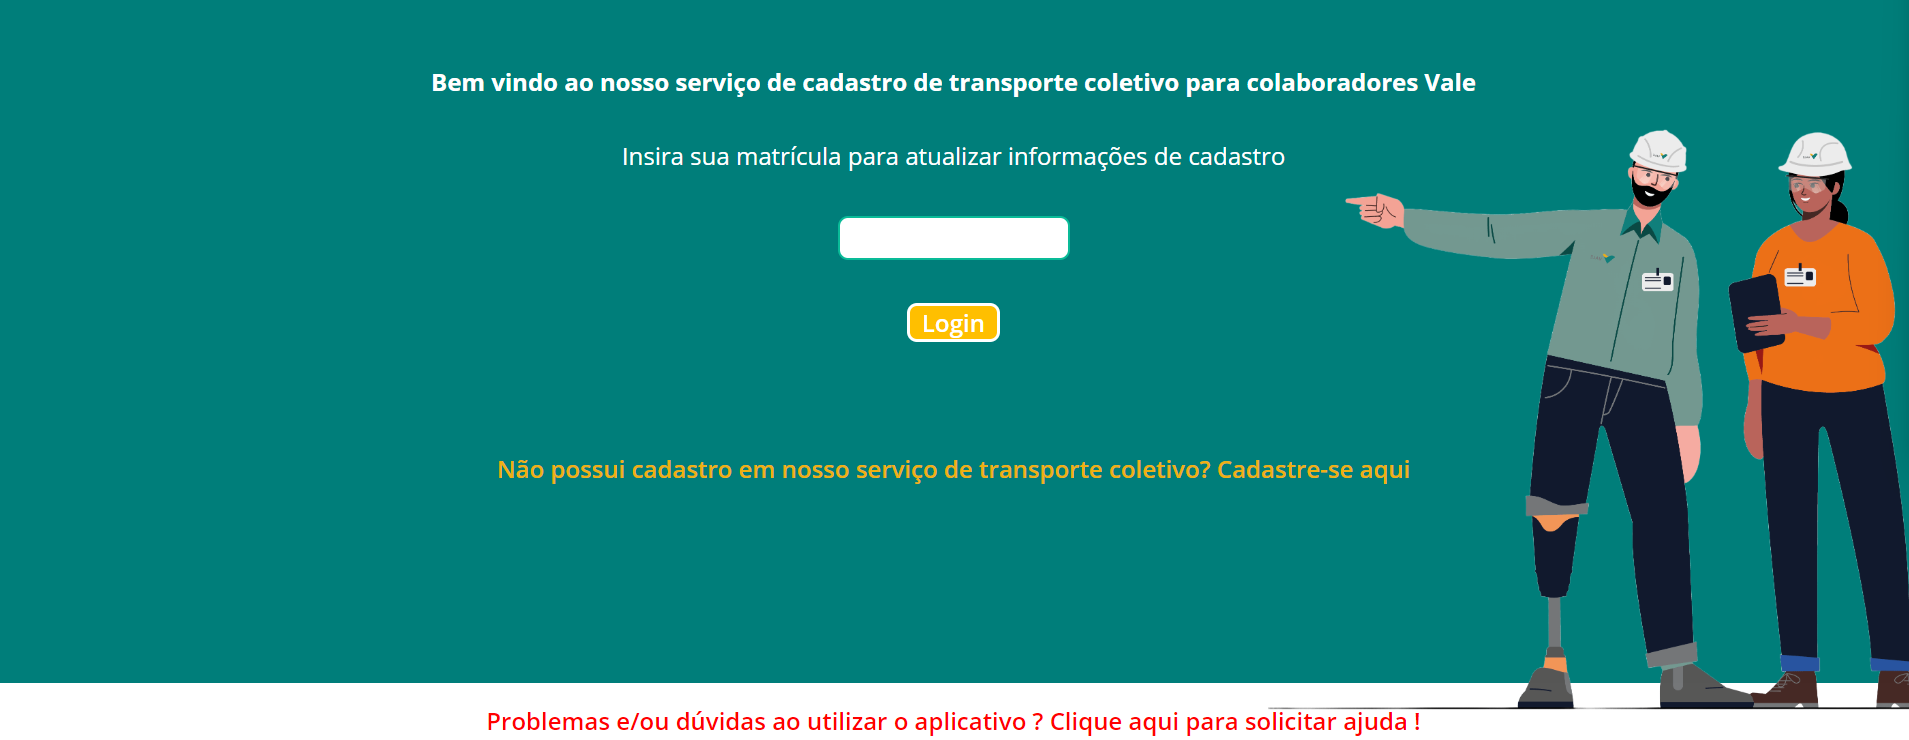 Bem vindo ao nosso serviço de cadastro de transporte coletivo para colaboradores Vale
Insira sua matrícula para atualizar informações de cadastro
Login
Não possui cadastro em nosso serviço de transporte coletivo? Cadastre-se aqui
Problemas e/ou dúvidas ao utilizar o aplicativo ? Clique aqui para solicitar ajuda !